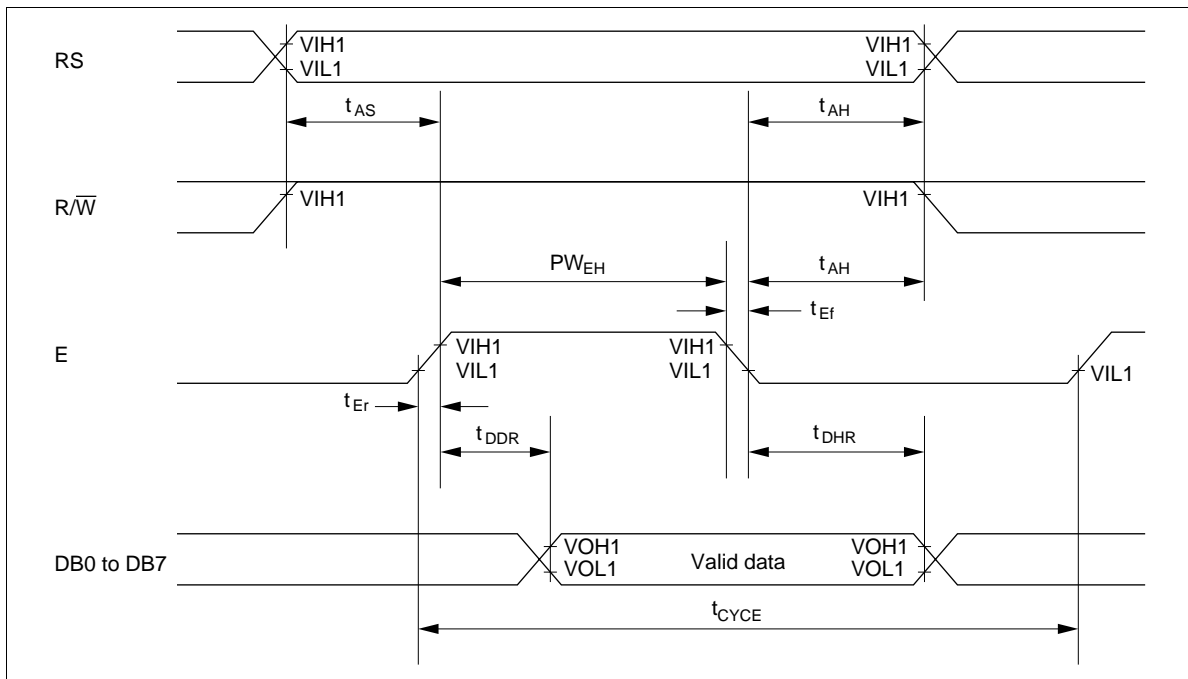 RS
VIH1
VIL1
VIH1
VIL1
tAS
tAH
R/W̅
VIH1
VIH1
PWEH
tAH
tEf
E
VIH1
VIL1
VIH1
VIL1
VIL1
tEr
tDDR
tDHR
DB0 to DB7
VOH1
VOL1
Valid data
VOH1
VOL1
tCYCE